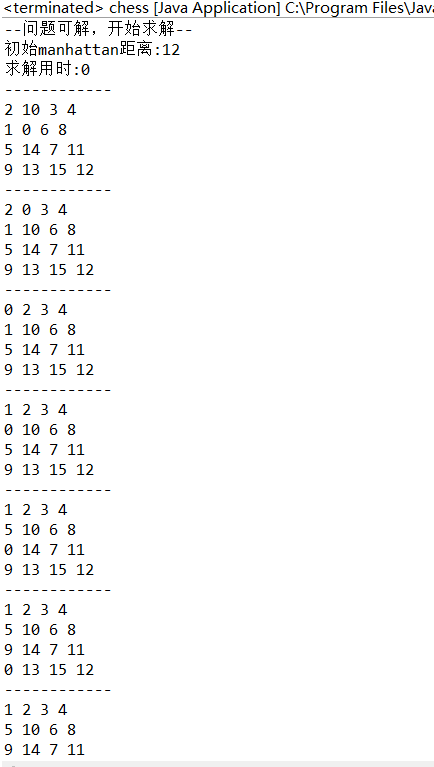 <terminated> chess [Java Application] C:\Program Files\Java
--问题可解，开始求解--
初始manhattan距离:12
求解用时:0
------------
2 10 3 4
1 0 6 8
5 14 7 11
9 13 15 12
------------
2 0 3 4
1 10 6 8
5 14 7 11
9 13 15 12
------------
0 2 3 4
1 10 6 8
5 14 7 11
9 13 15 12
------------
1 2 3 4
0 10 6 8
5 14 7 11
9 13 15 12
------------
1 2 3 4
5 10 6 8
0 14 7 11
9 13 15 12
------------
1 2 3 4
5 10 6 8
9 14 7 11
0 13 15 12
------------
1 2 3 4
5 10 6 8
9 14 7 11